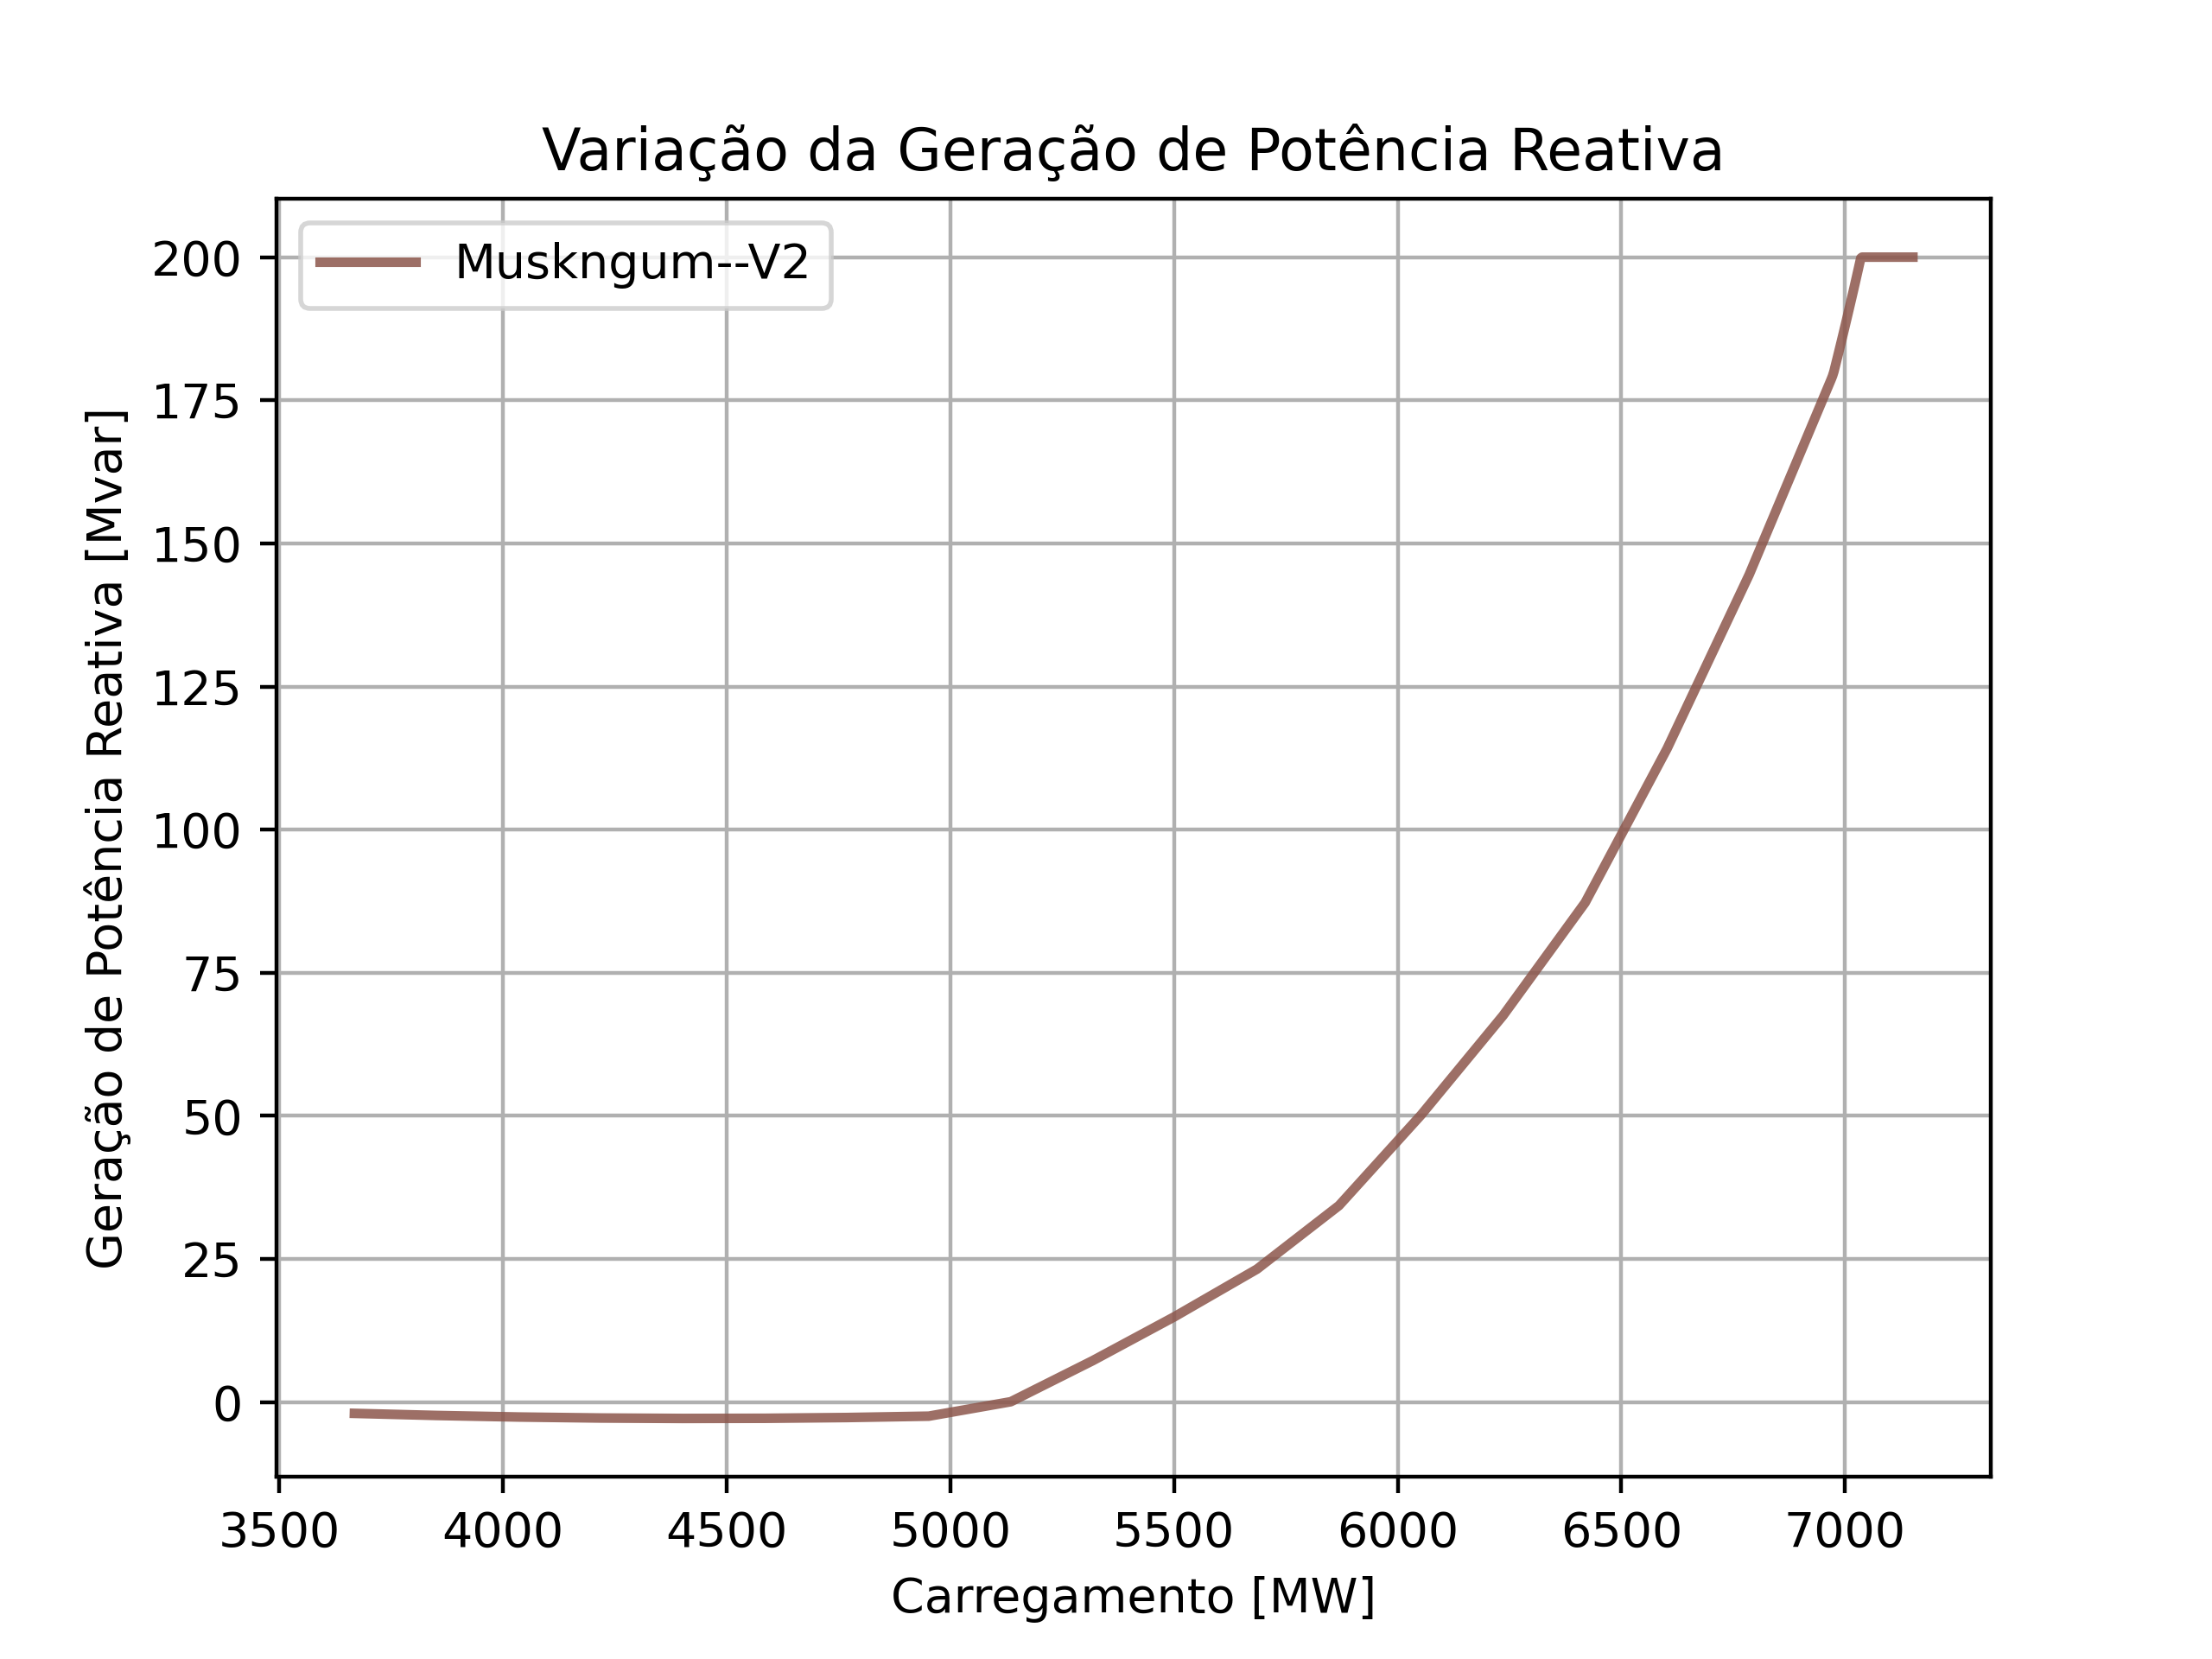 Variação da Geração de Potência Reativa
Muskngum--V2
Geração de Potência Reativa [Mvar]
200
175
150
125
100
75
50
25
0
3500 4000 4500 5000 5500 6000 6500 7000
Carregamento [MW]